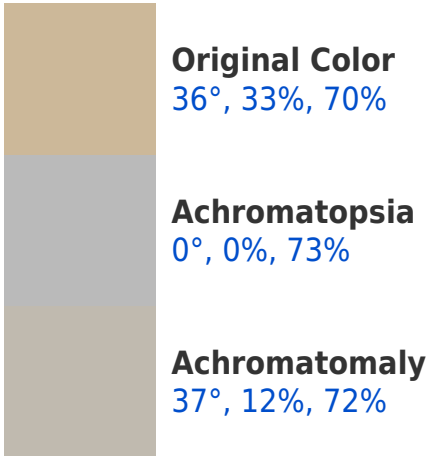 Original Color
36°, 33%, 70%
Achromatopsia
0°, 0%, 73%
Achromatomaly
37°, 12%, 72%